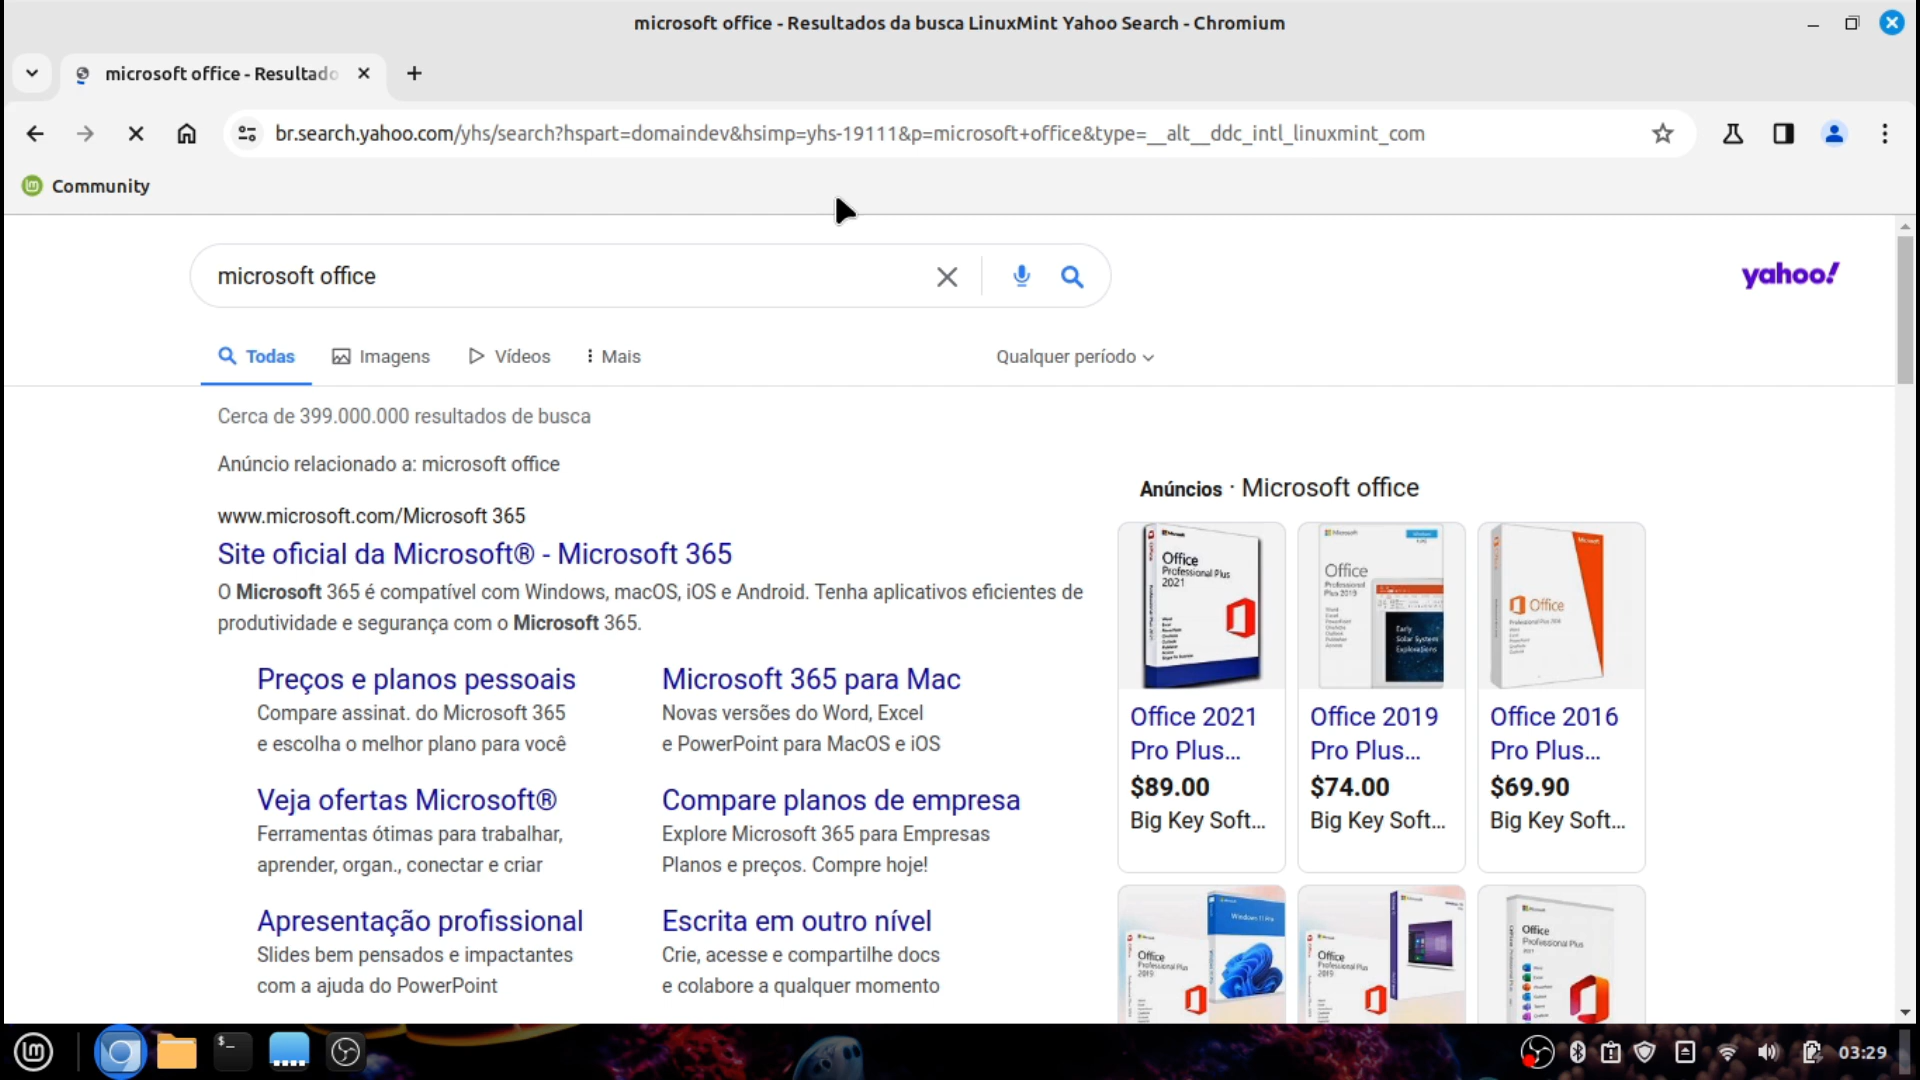 microsoft office - Resultados da busca LinuxMint Yahoo Search - Chromium
microsoft office - Resultado
br.search.yahoo.com/yhs/search?hspart=domaindev&hsimp=yhs-19111&p=microsoft+office&type=__alt__ddc_intl_linuxmint_com
Community
microsoft office
yahoo!
Todas
Imagens
Vídeos
Mais
Qualquer período
Cerca de 399.000.000 resultados de busca
Anúncio relacionado a: microsoft office
www.microsoft.com/Microsoft 365
Site oficial da Microsoft® - Microsoft 365
O Microsoft 365 é compatível com Windows, macOS, iOS e Android. Tenha aplicativos eficientes de
produtividade e segurança com o Microsoft 365.
Preços e planos pessoais
Compare assinat. do Microsoft 365
e escolha o melhor plano para você
Microsoft 365 para Mac
Novas versões do Word, Excel
e PowerPoint para MacOS e iOS
Veja ofertas Microsoft®
Ferramentas ótimas para trabalhar,
aprender, organ., conectar e criar
Compare planos de empresa
Explore Microsoft 365 para Empresas
Planos e preços. Compre hoje!
Apresentação profissional
Slides bem pensados e impactantes
com a ajuda do PowerPoint
Escrita em outro nível
Crie, acesse e compartilhe docs
e colabore a qualquer momento
Anúncios · Microsoft office
Office
Professional Plus
2021
Office
Professional
Plus 2019
Early
Solar System
Explorations
Office
Office 2021
Pro Plus...
$89.00
Big Key Soft...
Office 2019
Pro Plus...
$74.00
Big Key Soft...
Office 2016
Pro Plus...
$69.90
Big Key Soft...
Windows 11 Pro
Office
Professional Plus
2019
Office
Professional Plus
2019
Office
Professional Plus
2021
03:29